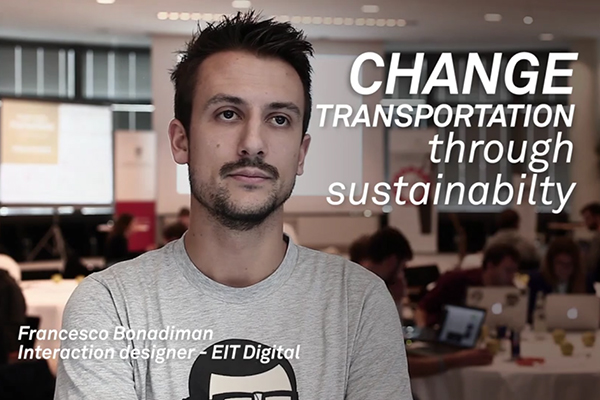 CHANGE
TRANSPORTATION
through
sustainabilty
Francesco Bonadiman
Interaction designer - EIT Digital